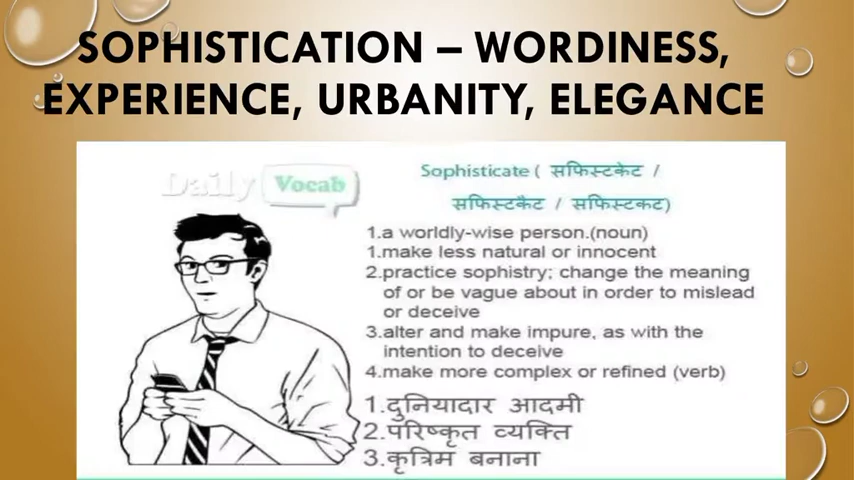 SOPHISTICATION – WORDINESS,
EXPERIENCE, URBANITY, ELEGANCE
Daily Vocab
Sophisticate ( सफिस्टकेट /
सफिस्टकैट / सफिस्टकट)
1.a worldly-wise person.(noun)
1.make less natural or innocent
2.practice sophistry; change the meaning
of or be vague about in order to mislead
or deceive
3.alter and make impure, as with the
intention to deceive
4.make more complex or refined (verb)
1.दुनियादार आदमी
2.परिष्कृत व्यक्ति
3.कृत्रिम बनाना